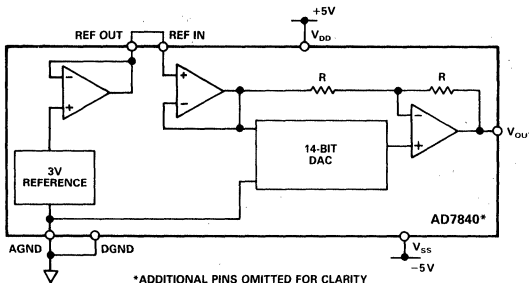 +5V
REF OUT
REF IN
VDD
R
R
3V
REFERENCE
14-BIT
DAC
VOU
AD7840*
AGND
DGND
VSS
-5V
*ADDITIONAL PINS OMITTED FOR CLARITY